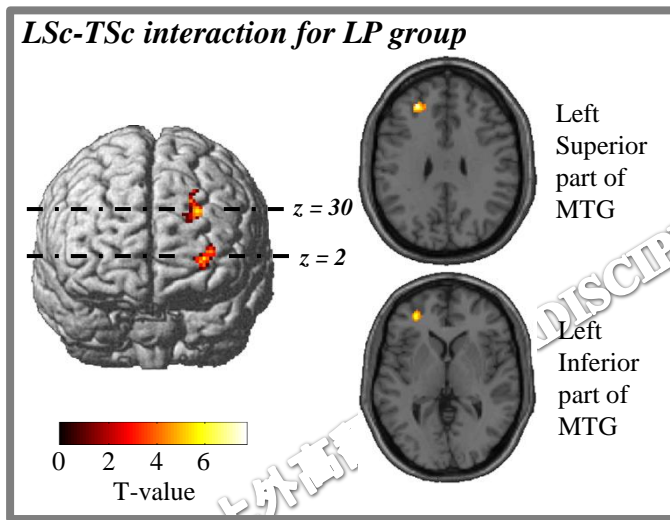 LSc-TSc interaction for LP group
z = 30
z = 2
Left
Superior
part of
MTG
Left
Inferior
part of
MTG
0 2 4 6
T-value